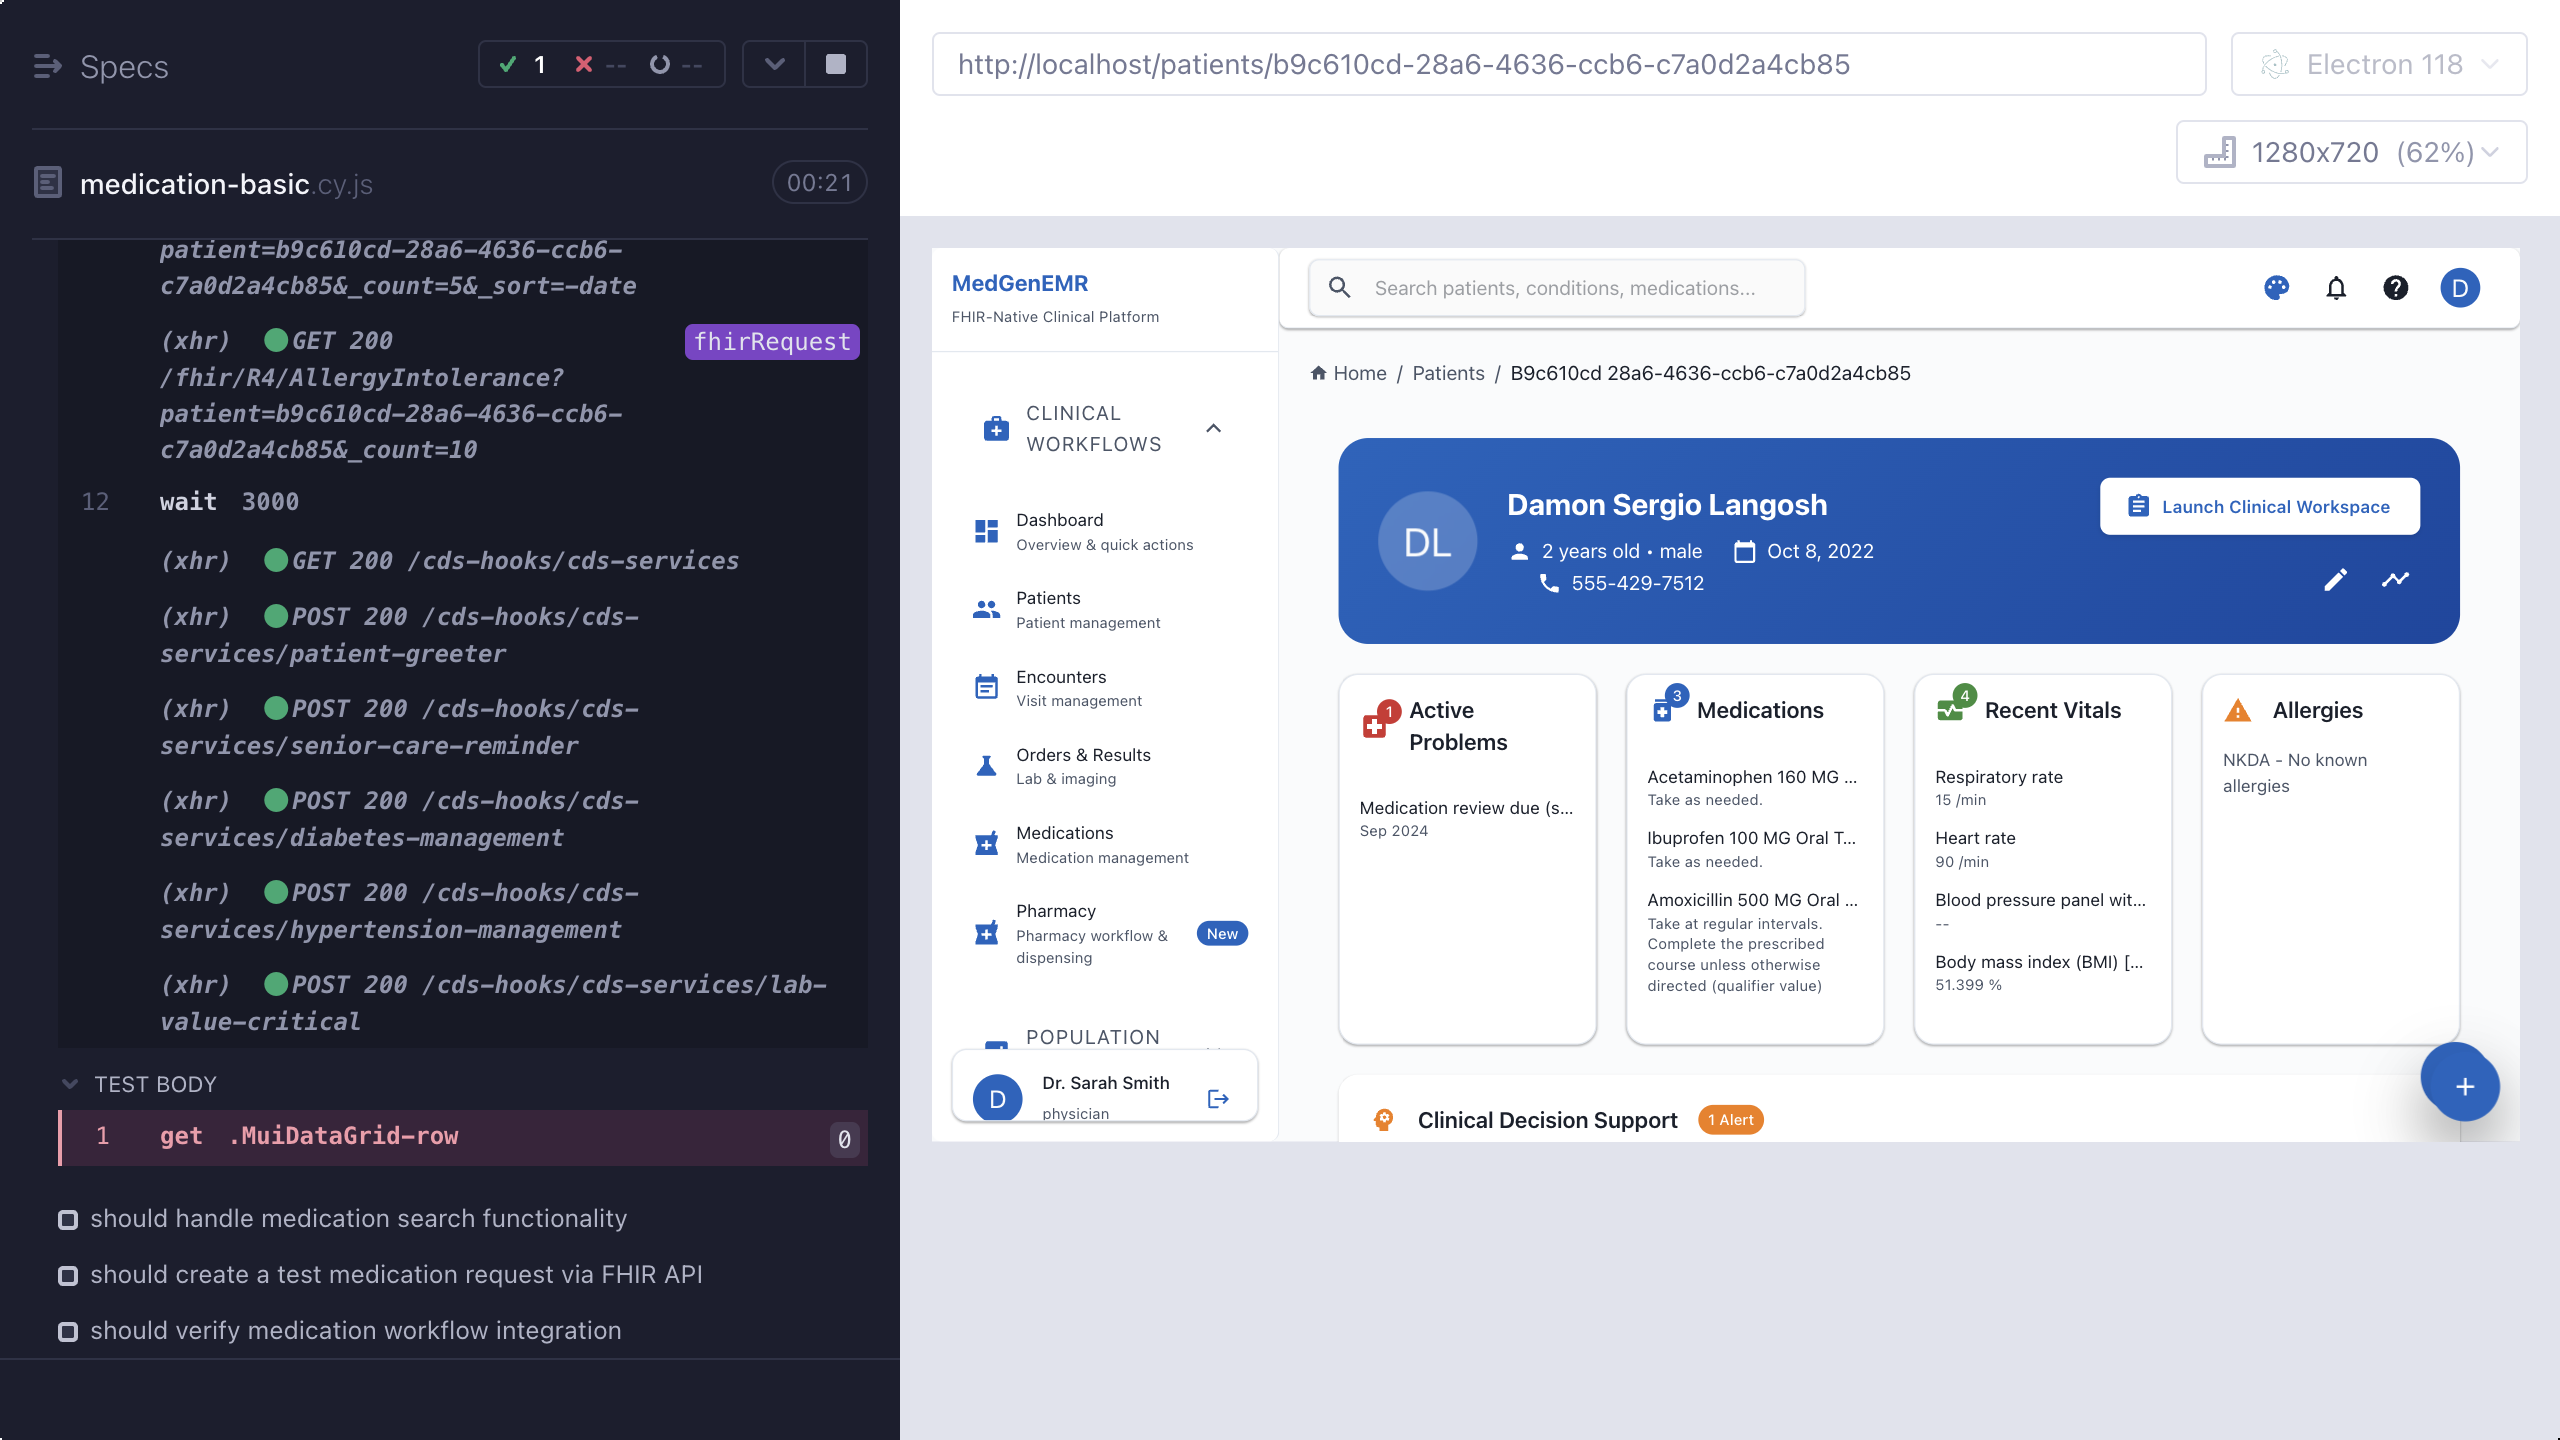 Specs
1 -- --
medication-basic.cy.js 00:21
patient=b9c610cd-28a6-4636-ccb6-
c7a0d2a4cb85&_count=5&_sort=-date
(xhr) GET 200 fhirRequest
/fhir/R4/AllergyIntolerance?
patient=b9c610cd-28a6-4636-ccb6-
c7a0d2a4cb85&_count=10
12 wait 3000
(xhr) GET 200 /cds-hooks/cds-services
(xhr) POST 200 /cds-hooks/cds-
services/patient-greeter
(xhr) POST 200 /cds-hooks/cds-
services/senior-care-reminder
(xhr) POST 200 /cds-hooks/cds-
services/diabetes-management
(xhr) POST 200 /cds-hooks/cds-
services/hypertension-management
(xhr) POST 200 /cds-hooks/cds-services/lab-
value-critical
TEST BODY
1 get .MuiDataGrid-row 0
should handle medication search functionality
should create a test medication request via FHIR API
should verify medication workflow integration
http://localhost/patients/b9c610cd-28a6-4636-ccb6-c7a0d2a4cb85
Electron 118
1280x720 (62%)
MedGenEMR
FHIR-Native Clinical Platform
CLINICAL
WORKFLOWS
Dashboard
Overview & quick actions
Patients
Patient management
Encounters
Visit management
Orders & Results
Lab & imaging
Medications
Medication management
Pharmacy
Pharmacy workflow &
dispensing
New
POPULATION
D
Dr. Sarah Smith
physician
Search patients, conditions, medications...
D
Home / Patients / B9c610cd 28a6-4636-ccb6-c7a0d2a4cb85
DL
Damon Sergio Langosh
2 years old • male Oct 8, 2022
555-429-7512
Launch Clinical Workspace
1
Active
Problems
Medication review due (s...
Sep 2024
3
Medications
Acetaminophen 160 MG ...
Take as needed.
Ibuprofen 100 MG Oral T...
Take as needed.
Amoxicillin 500 MG Oral ...
Take at regular intervals.
Complete the prescribed
course unless otherwise
directed (qualifier value)
4
Recent Vitals
Respiratory rate
15 /min
Heart rate
90 /min
Blood pressure panel wit...
--
Body mass index (BMI) [...
51.399 %
Allergies
NKDA - No known
allergies
Clinical Decision Support 1 Alert
+